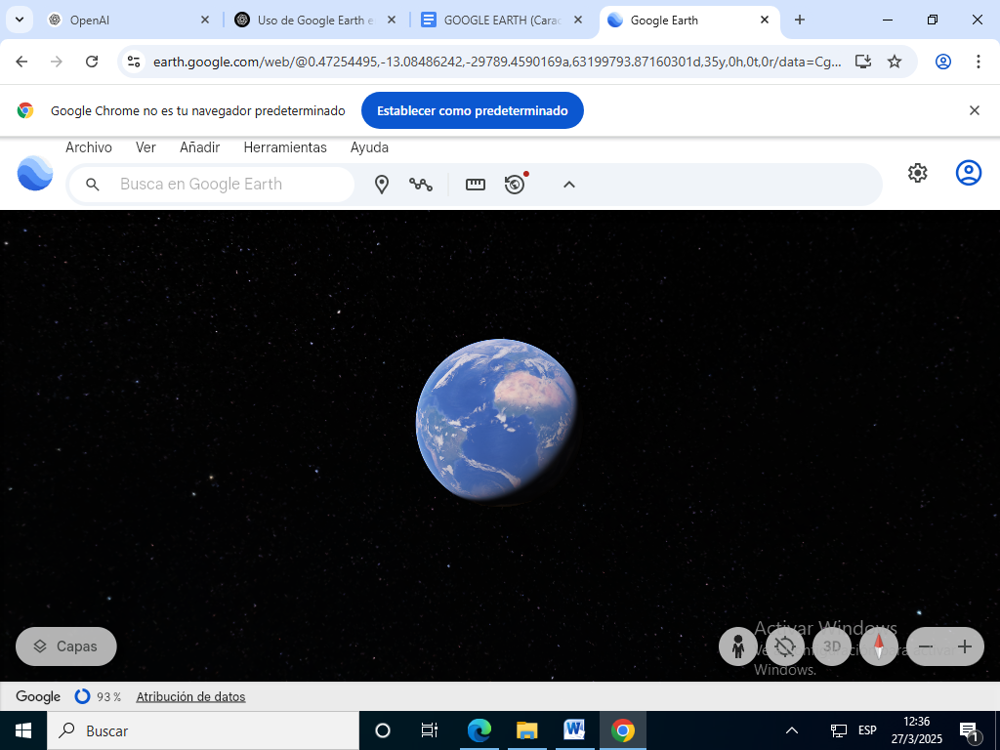 OpenAI
Uso de Google Earth e
GOOGLE EARTH (Carac
Google Earth
earth.google.com/web/@0.47254495,-13.08486242,-29789.4590169a,63199793.87160301d,35y,0h,0t,0r/data=Cg...
Google Chrome no es tu navegador predeterminado
Establecer como predeterminado
Archivo Ver Añadir Herramientas Ayuda
Busca en Google Earth
Activar Windows
Capas
3D
Windows.
Google 93 % Atribución de datos
Buscar
ESP
12:36
27/3/2025
1